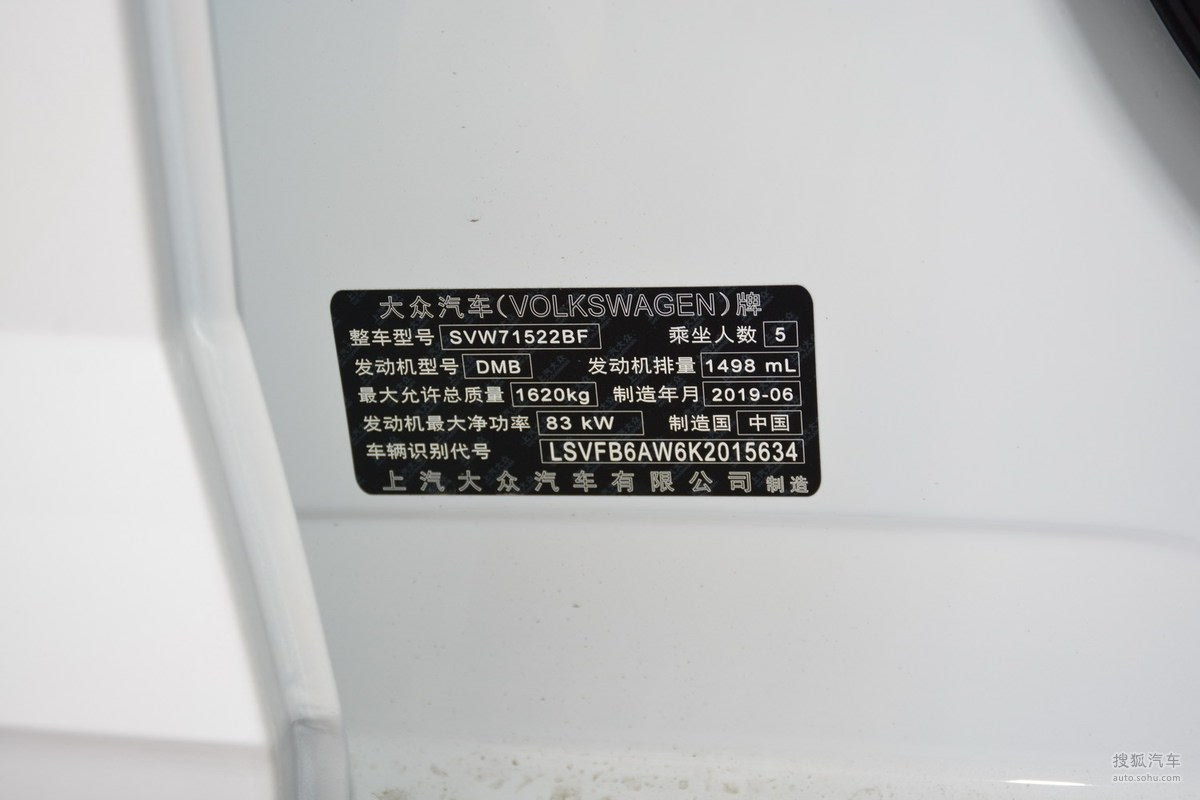 大众汽车(VOLKSWAGEN)牌
整车型号 SVW71522BF 乘坐人数 5
发动机型号 DMB 发动机排量 1498 mL
最大允许总质量 1620kg 制造年月 2019-06
发动机最大净功率 83 kW 制造国 中国
车辆识别代号 LSVFB6AW6K2015634
上汽大众汽车有限公司 制造
搜狐汽车
auto.sohu.com